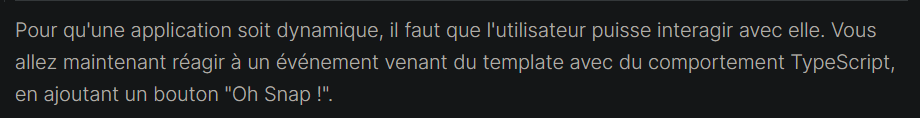 Pour qu'une application soit dynamique, il faut que l'utilisateur puisse interagir avec elle. Vous
allez maintenant réagir à un événement venant du template avec du comportement TypeScript,
en ajoutant un bouton "Oh Snap !".